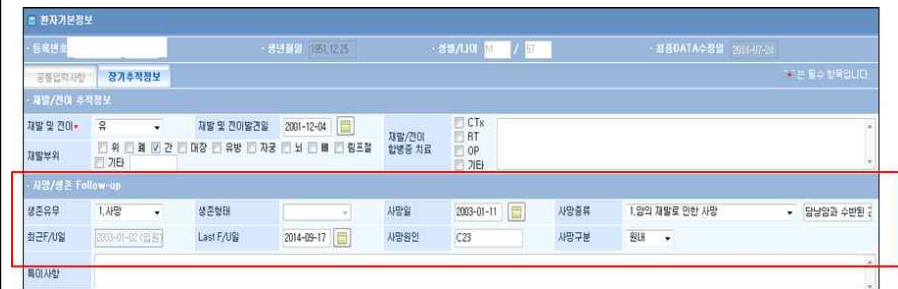 환자기본정보
· 등록번호 · 생년월일 1951.12.25 · 성별/나이 M / 57 · 최종DATA수정일 2014-07-24
공통입력사항 장기추적정보 "*"는 필수 항목입니다.
· 재발/전이 추적정보
재발 및 전이* 유 재발 및 전이발견일 2001-12-04 재발/전이 합병증 치료 CTx
RT
OP
기타
재발부위 위 폐 간 대장 유방 자궁 뇌 뼈 림프절
기타
· 사망/생존 Follow-up
생존유무 1.사망 생존형태 사망일 2003-01-11 사망종류 1.암의 재발로 인한 사망 담낭암과 수반된
최근F/U일 2003-01-02 (입원) Last F/U일 2014-09-17 사망원인 C23 사망구분 원내
특이사항